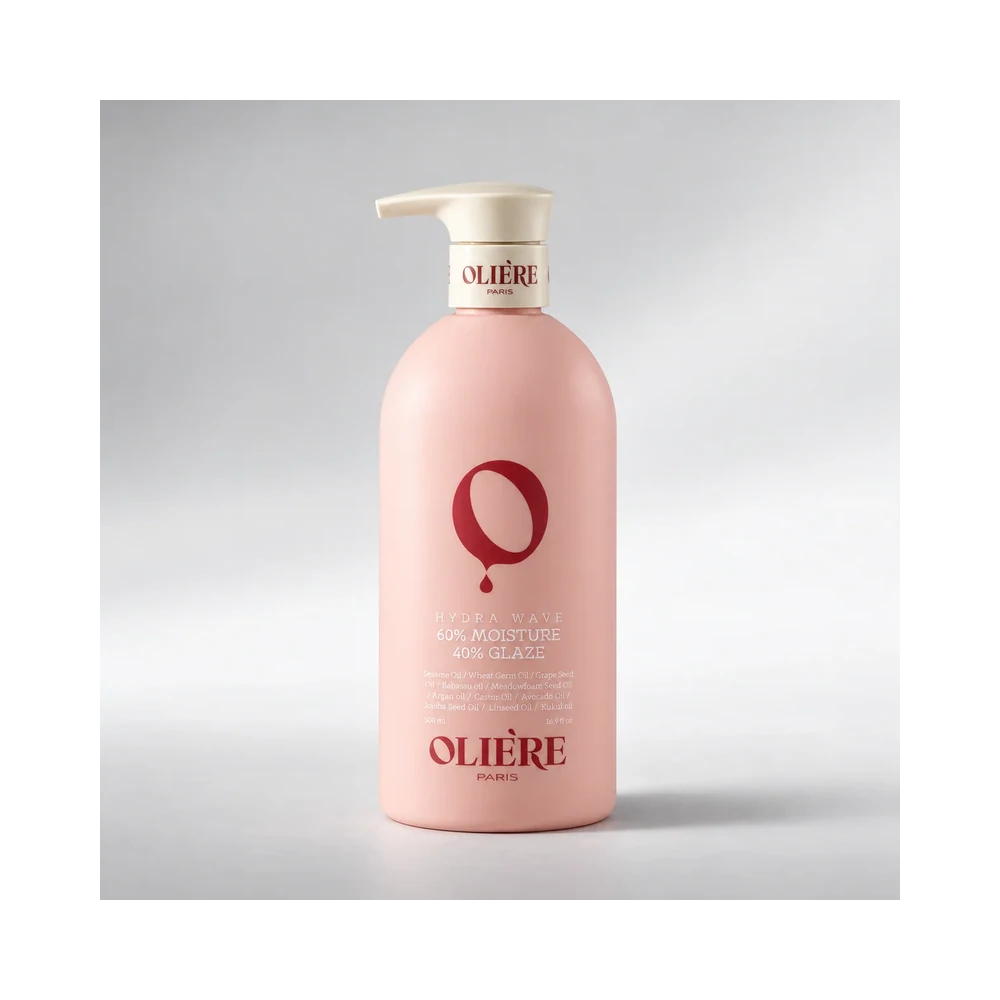 OLIÈRE
PARIS
HYDRA WAVE
60% MOISTURE
40% GLAZE
Sesame Oil / Wheat Germ Oil / Grape Seed
Oil / Babassu oil / Meadowfoam Seed Oil
/ Argan oil / Castor Oil / Avocado Oil /
Jojoba Seed Oil / Linseed Oil / Kukui oil
500 ml 16.9 fl oz
OLIÈRE
PARIS